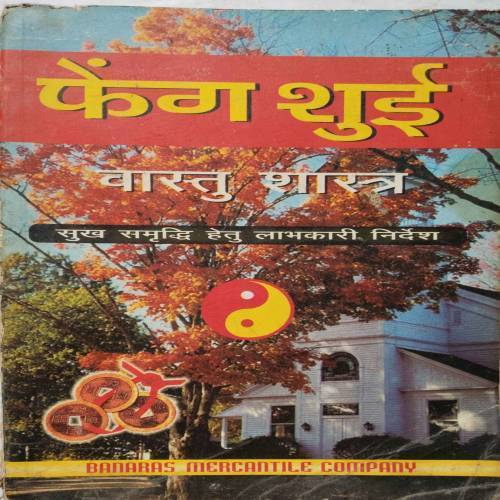 फेंग शुई
वास्तु शास्त्र
सुख समृद्धि हेतु लाभकारी निर्देश
BANARAS MERCANTILE COMPANY